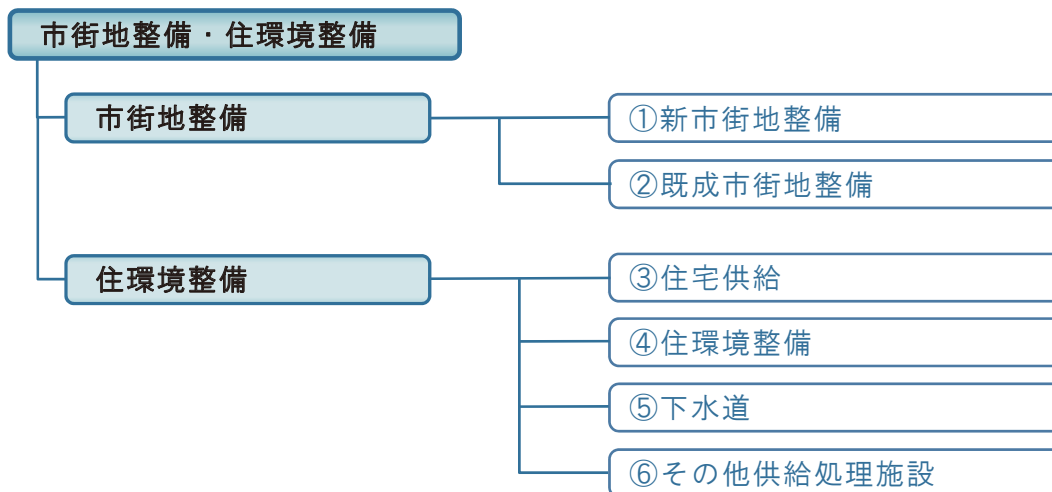 市街地整備・住環境整備
市街地整備
①新市街地整備
②既成市街地整備
住環境整備
③住宅供給
④住環境整備
⑤下水道
⑥その他供給処理施設